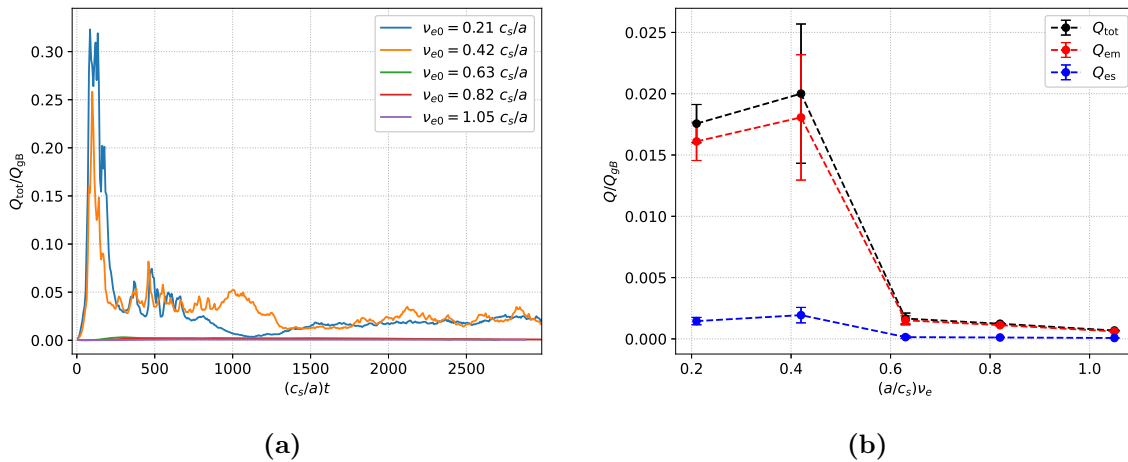 0.30
0.25
0.20
0.15
0.10
0.05
0.00
Q_tot/Q_gB
0
500
1000
1500
2000
2500
(c_s/a)t
ν_e0 = 0.21 c_s/a
ν_e0 = 0.42 c_s/a
ν_e0 = 0.63 c_s/a
ν_e0 = 0.82 c_s/a
ν_e0 = 1.05 c_s/a
(a)
0.025
0.020
0.015
0.010
0.005
0.000
Q/Q_gB
0.2
0.4
0.6
0.8
1.0
(a/c_s)ν_e
Q_tot
Q_em
Q_es
(b)